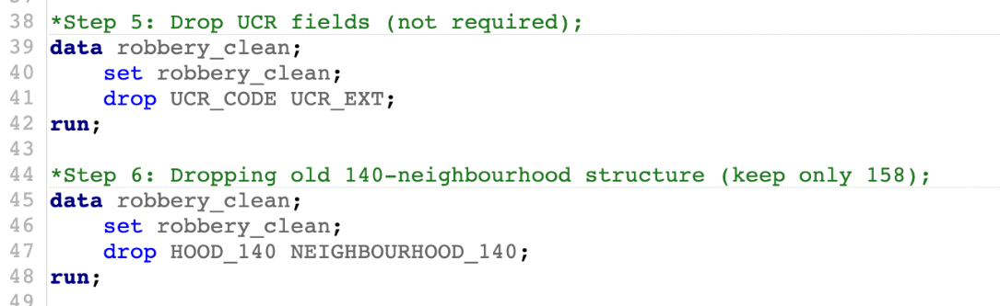 38 *Step 5: Drop UCR fields (not required);
39 data robbery_clean;
40 set robbery_clean;
41 drop UCR_CODE UCR_EXT;
42 run;
43
44 *Step 6: Dropping old 140-neighbourhood structure (keep only 158);
45 data robbery_clean;
46 set robbery_clean;
47 drop HOOD_140 NEIGHBOURHOOD_140;
48 run;
49